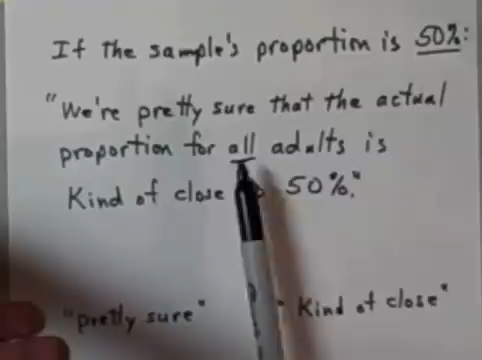 If the sample's proportion is 50%:
"We're pretty sure that the actual
proportion for all adults is
Kind of close 50%."
"pretty sure" "Kind of close"